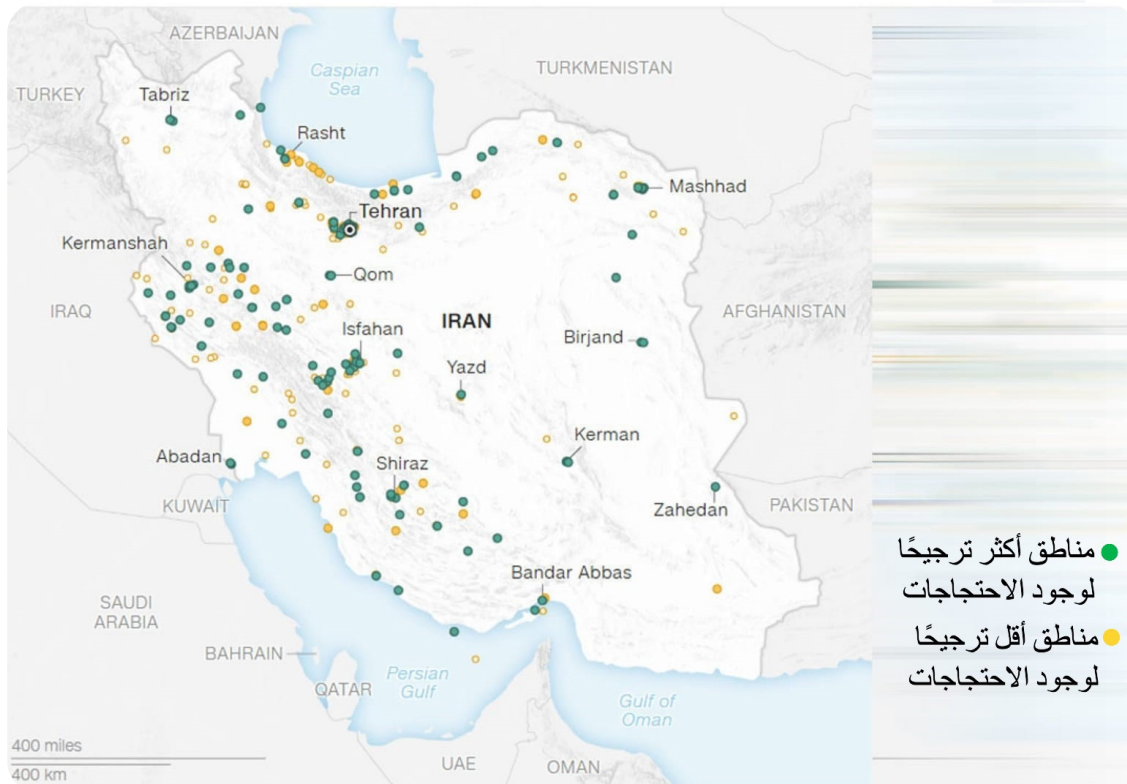 AZERBAIJAN
TURKMENISTAN
Caspian
Sea
TURKEY
Tabriz
Rasht
Mashhad
Tehran
Kermanshah
Qom
IRAQ
IRAN
AFGHANISTAN
Isfahan
Birjand
Yazd
Kerman
Abadan
Shiraz
KUWAIT
Zahedan
PAKISTAN
مناطق أكثر ترجيحًا
لوجود الاحتجاجات
مناطق أقل ترجيحًا
لوجود الاحتجاجات
Bandar Abbas
SAUDI
ARABIA
BAHRAIN
Persian
Gulf
QATAR
Gulf of
Oman
400 miles
400 km
UAE
OMAN